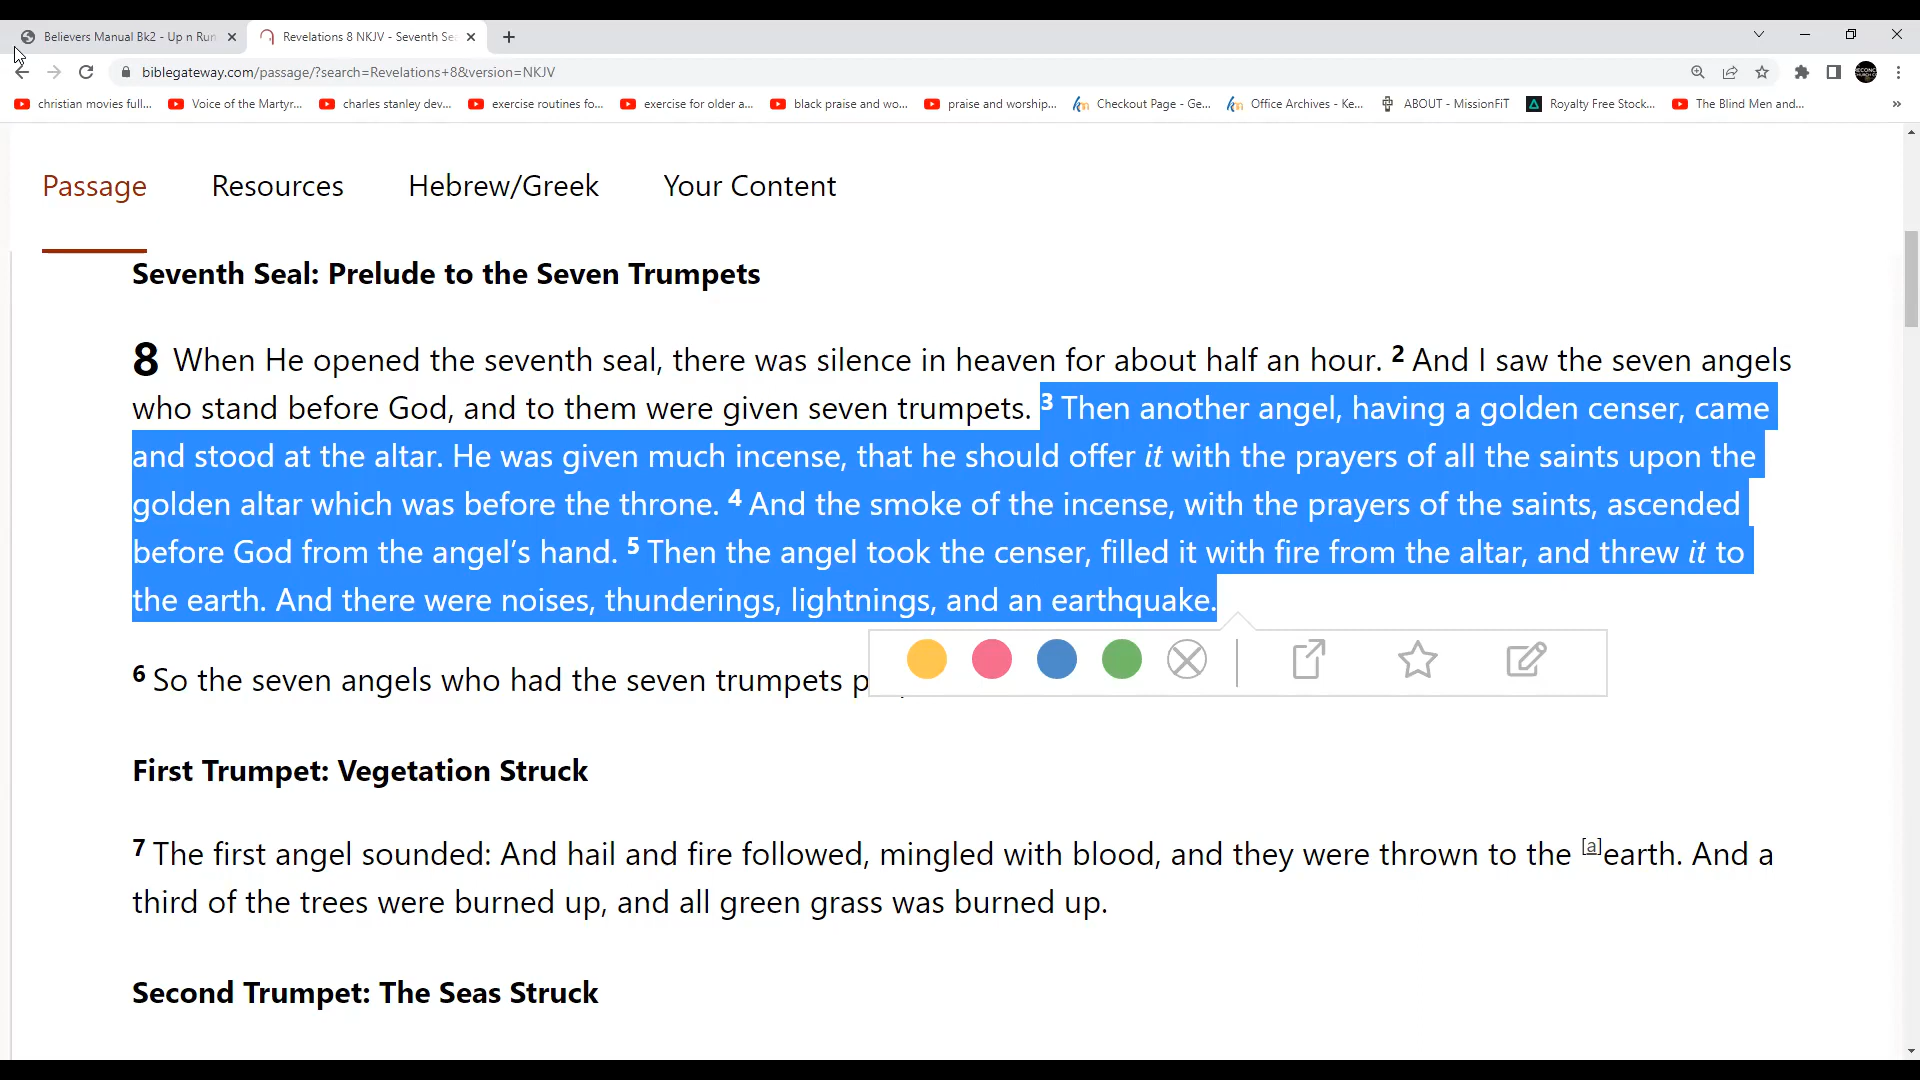 Believers Manual Bk2 - Up n Run
Revelations 8 NKJV - Seventh Se
biblegateway.com/passage/?search=Revelations+8&version=NKJV
christian movies full... Voice of the Martyr... charles stanley dev... exercise routines fo... exercise for older a... black praise and wo... praise and worship... Checkout Page - Ge... Office Archives - Ke... ABOUT - MissionFiT Royalty Free Stock... The Blind Men and... »
Passage Resources Hebrew/Greek Your Content
Seventh Seal: Prelude to the Seven Trumpets
8 When He opened the seventh seal, there was silence in heaven for about half an hour. 2 And I saw the seven angels
who stand before God, and to them were given seven trumpets. 3 Then another angel, having a golden censer, came
and stood at the altar. He was given much incense, that he should offer it with the prayers of all the saints upon the
golden altar which was before the throne. 4 And the smoke of the incense, with the prayers of the saints, ascended
before God from the angel’s hand. 5 Then the angel took the censer, filled it with fire from the altar, and threw it to
the earth. And there were noises, thunderings, lightnings, and an earthquake.
6 So the seven angels who had the seven trumpets
First Trumpet: Vegetation Struck
7 The first angel sounded: And hail and fire followed, mingled with blood, and they were thrown to the [a]earth. And a
third of the trees were burned up, and all green grass was burned up.
Second Trumpet: The Seas Struck